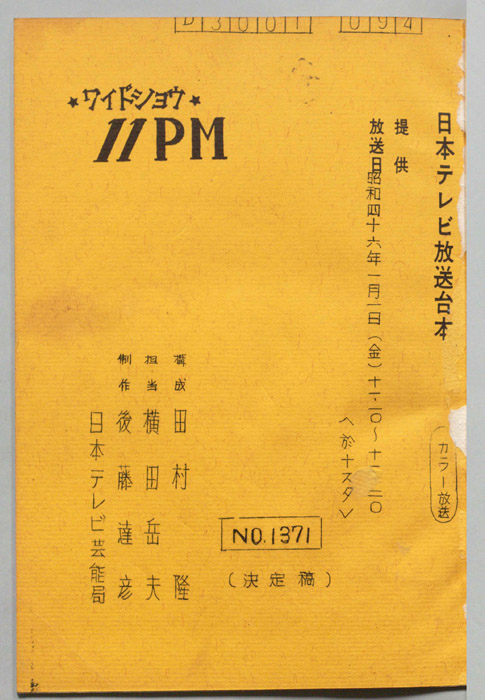 D3001 094
日本テレビ放送台本
カラー放送
提供
放送日 昭和四十六年一月一日(金)十一・二〇~十二・二〇
〈於十スタ〉
★ワイドショウ★
11PM
構成 田村 隆
担当 横田岳夫
制作 後藤達彦
日本テレビ芸能局
NO.1371
(決定稿)